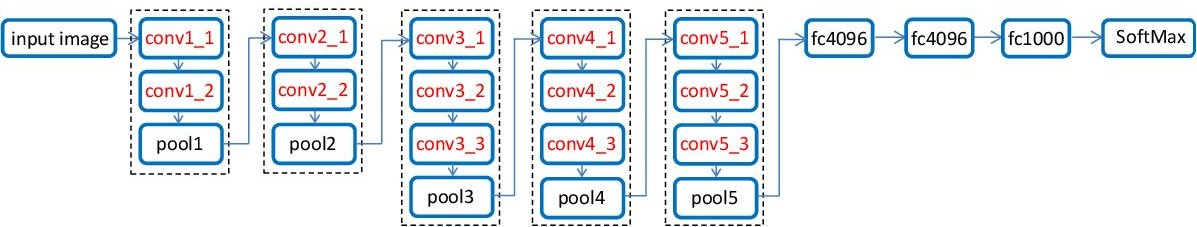 input image
conv1_1
conv1_2
pool1
conv2_1
conv2_2
pool2
conv3_1
conv3_2
conv3_3
pool3
conv4_1
conv4_2
conv4_3
pool4
conv5_1
conv5_2
conv5_3
pool5
fc4096
fc4096
fc1000
SoftMax